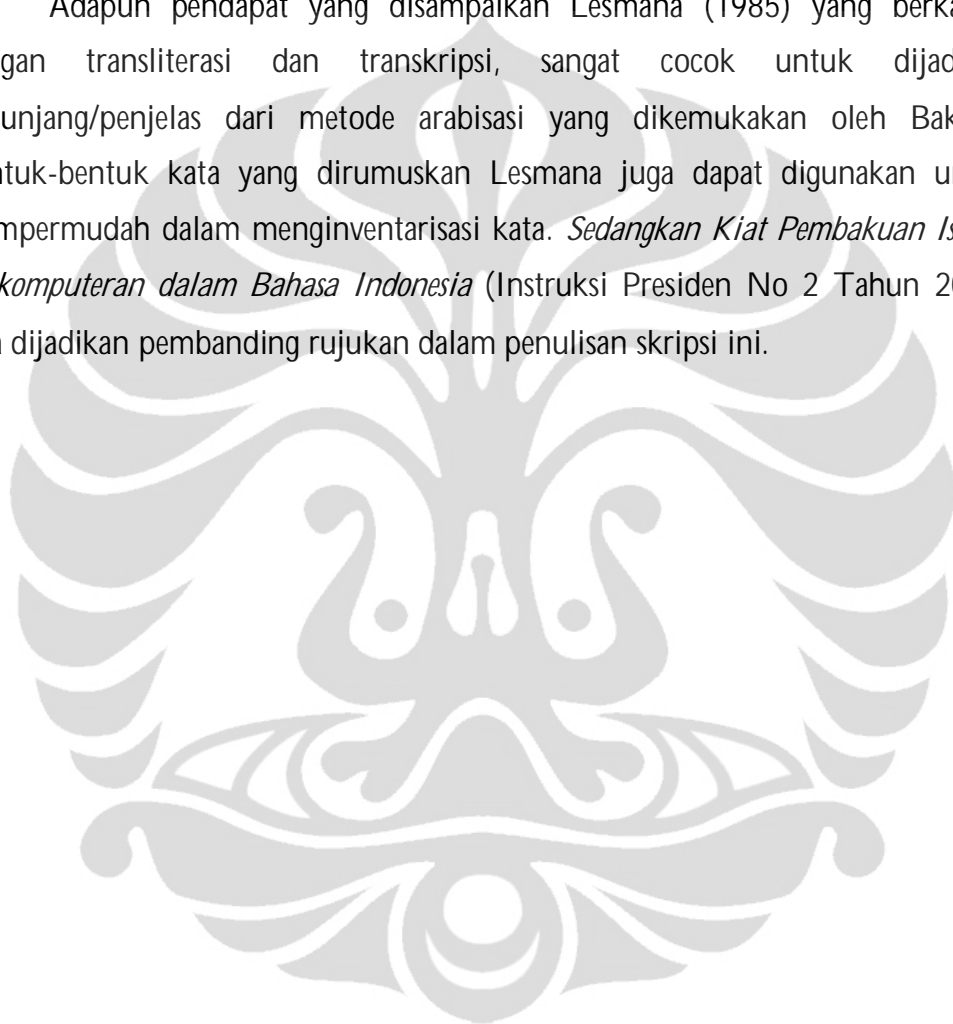 Adapun pendapat yang disampaikan Lesmana (1985) yang berka
gan transliterasi dan transkripsi, sangat cocok untuk dijad
unjang/penjelas dari metode arabisasi yang dikemukakan oleh Bak
tuk-bentuk kata yang dirumuskan Lesmana juga dapat digunakan u
mpermudah dalam menginventarisasi kata. Sedangkan Kiat Pembakuan Is
komputeran dalam Bahasa Indonesia (Instruksi Presiden No 2 Tahun 20
dijadikan pembanding rujukan dalam penulisan skripsi ini.